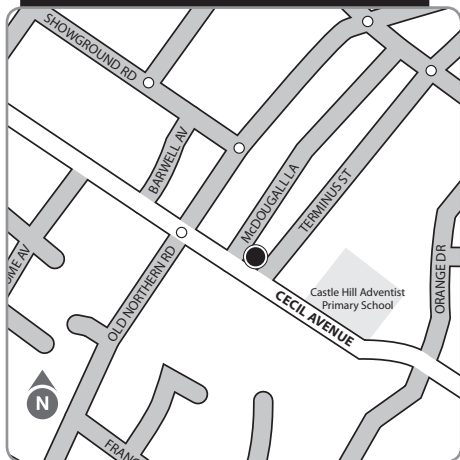 SHOWGROUND RD
BARWELL AV
McDOUGALL LA
TERMINUS ST
OLD NORTHERN RD
Castle Hill Adventist
Primary School
CECIL AVENUE
ORANGE DR
N